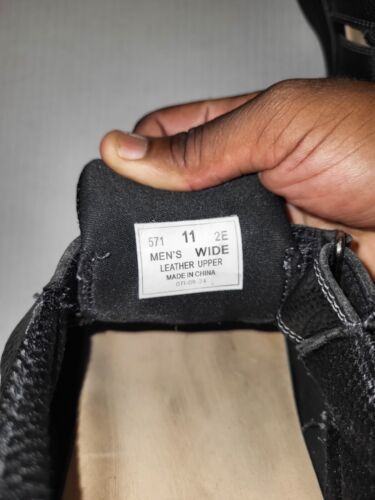 571 11 2E
MEN'S WIDE
LEATHER UPPER
MADE IN CHINA